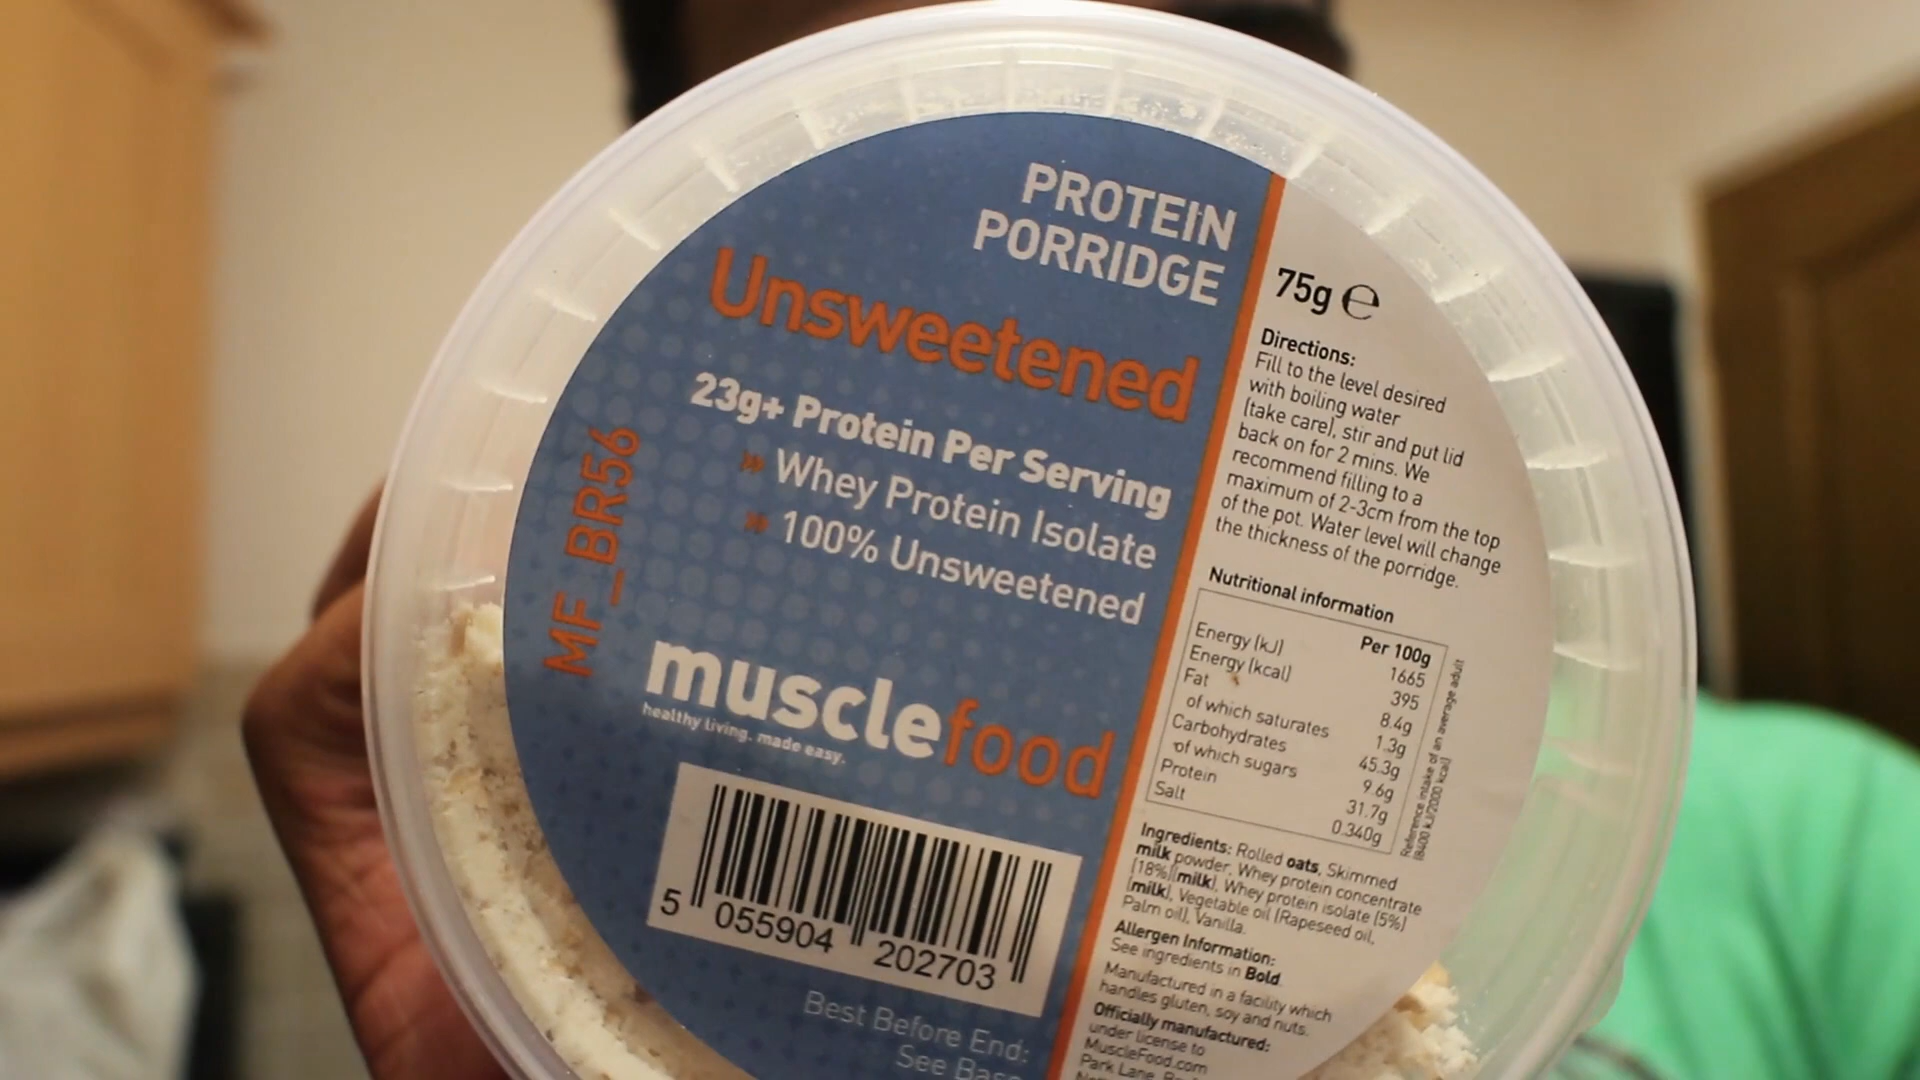 PROTEIN
PORRIDGE
Unsweetened
23g+ Protein Per Serving
» Whey Protein Isolate
» 100% Unsweetened
MF_BR56
musclefood
healthy living. made easy.
5 055904 202703
Best Before End:
See
75g ℮
Directions:
Fill to the level desired
with boiling water
(take care), stir and put lid
back on for 2 mins. We
recommend filling to a
maximum of 2-3cm from the top
of the pot. Water level will change
the thickness of the porridge.
Nutritional information
Per 100g
Energy (kJ) 1665
Energy (kcal) 395
Fat 8.4g
of which saturates 1.3g
Carbohydrates 45.3g
of which sugars 9.6g
Protein 31.7g
Salt 0.340g
Reference intake of an average adult
(8400 kJ/2000 kcal)
Ingredients: Rolled oats, Skimmed
milk powder, Whey protein concentrate
(18%)(milk), Whey protein isolate (5%)
(milk), Vegetable oil (Rapeseed oil,
Palm oil), Vanilla.
Allergen Information:
See ingredients in Bold
Manufactured in a facility which
handles gluten, soy and nuts.
Officially manufactured:
under license to
MuscleFood.com
Park Lane